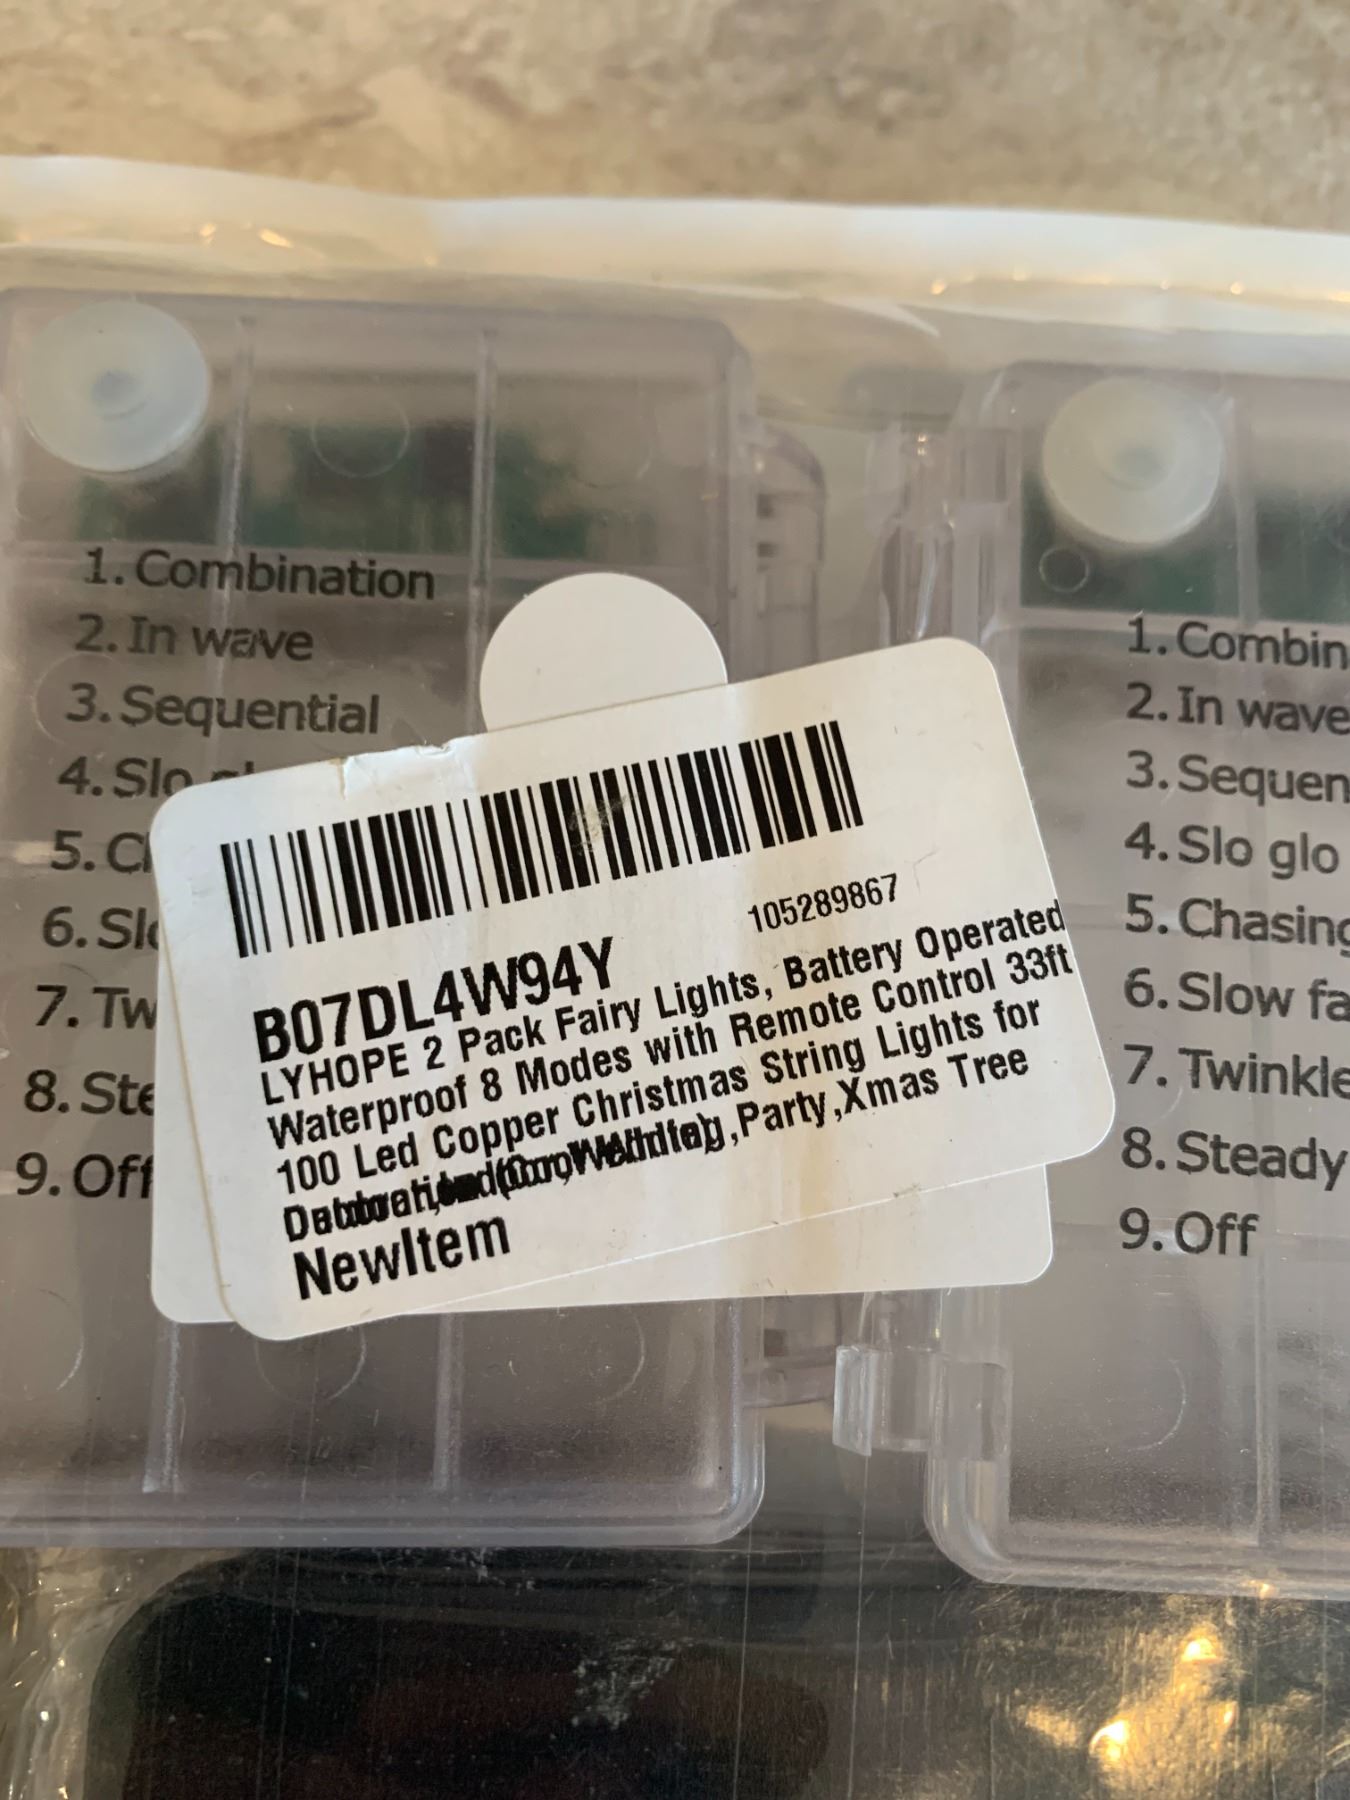 1. Combination
2. In wave
3. Sequential
4. Slo
5. 
6. 
7. Tw
8. Ste
9. Off
105289867
B07DL4W94Y
LYHOPE 2 Pack Fairy Lights, Battery Operated
Waterproof 8 Modes with Remote Control 33ft
100 Led Copper Christmas String Lights for
,Party,Xmas Tree
NewItem
1. Combin
2. In wave
3. Sequen
4. Slo glo
5. Chasing
6. Slow fa
7. Twinkle
8. Steady
9. Off